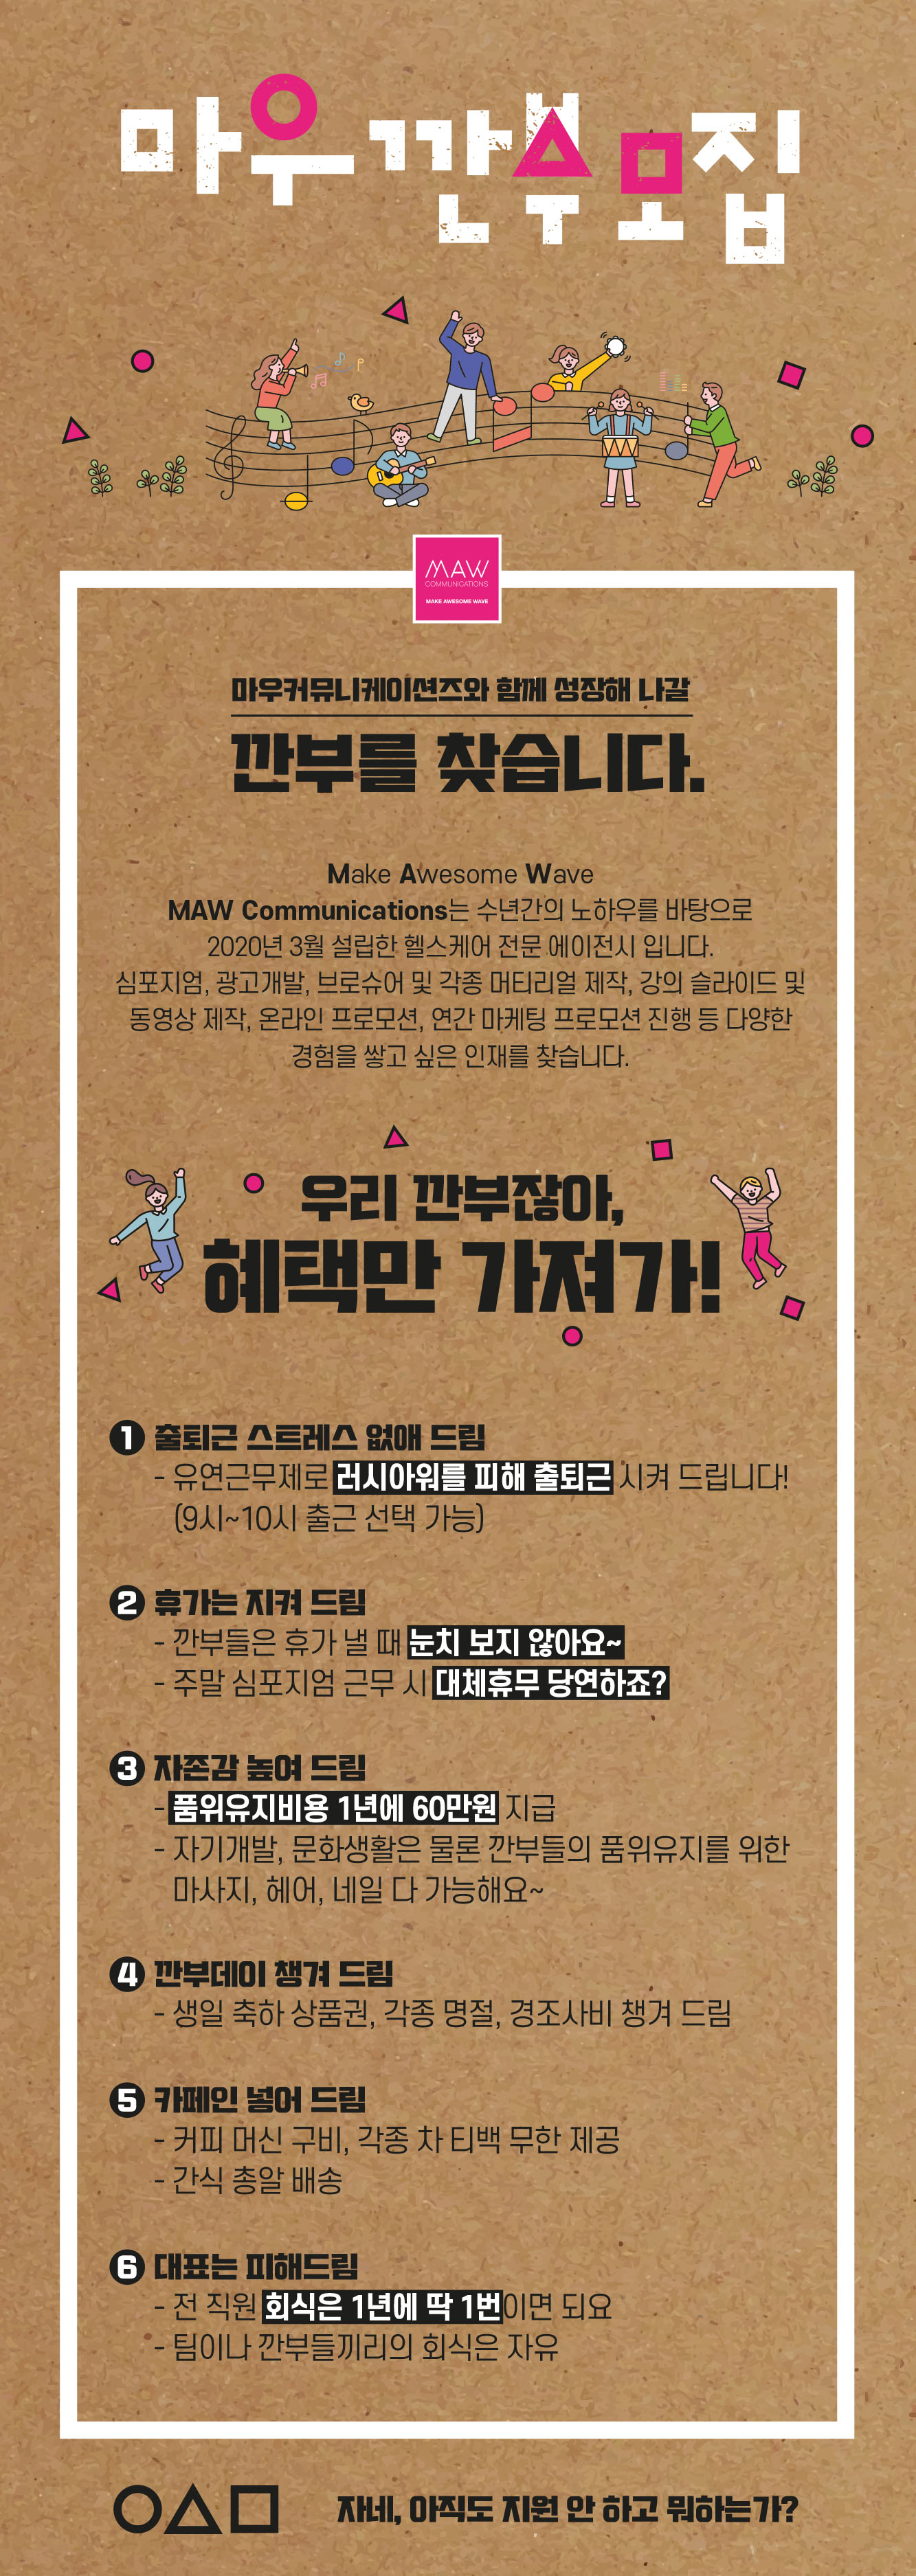 마우깐부모집
MAW
COMMUNICATIONS
MAKE AWESOME WAVE
마우커뮤니케이션즈와 함께 성장해 나갈
깐부를 찾습니다.
Make Awesome Wave
MAW Communications는 수년간의 노하우를 바탕으로
2020년 3월 설립한 헬스케어 전문 에이전시 입니다.
심포지엄, 광고개발, 브로슈어 및 각종 머티리얼 제작, 강의 슬라이드 및
동영상 제작, 온라인 프로모션, 연간 마케팅 프로모션 진행 등 다양한
경험을 쌓고 싶은 인재를 찾습니다.
우리 깐부잖아,
혜택만 가져가!
1 출퇴근 스트레스 없애 드림
- 유연근무제로 러시아워를 피해 출퇴근 시켜 드립니다!
(9시~10시 출근 선택 가능)
2 휴가는 지켜 드림
- 깐부들은 휴가 낼 때 눈치 보지 않아요~
- 주말 심포지엄 근무 시 대체휴무 당연하죠?
3 자존감 높여 드림
- 품위유지비용 1년에 60만원 지급
- 자기개발, 문화생활은 물론 깐부들의 품위유지를 위한
마사지, 헤어, 네일 다 가능해요~
4 깐부데이 챙겨 드림
- 생일 축하 상품권, 각종 명절, 경조사비 챙겨 드림
5 카페인 넣어 드림
- 커피 머신 구비, 각종 차 티백 무한 제공
- 간식 총알 배송
6 대표는 피해드림
- 전 직원 회식은 1년에 딱 1번이면 되요
- 팀이나 깐부들끼리의 회식은 자유
자네, 아직도 지원 안 하고 뭐하는가?